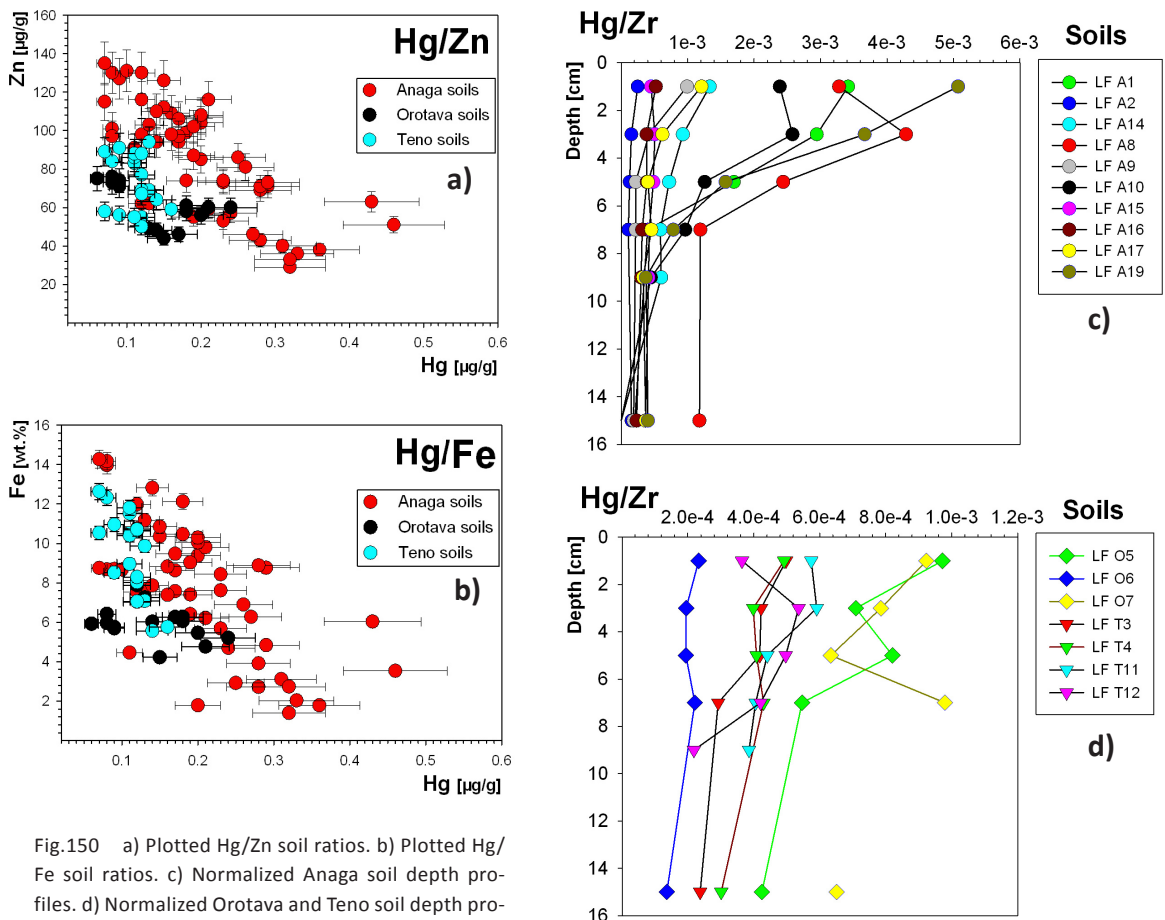 Zn [µg/g]
160
140
120
100
80
60
40
20
Hg/Zn
Anaga soils
Orotava soils
Teno soils
a)
0.1 0.2 0.3 0.4 0.5 0.6
Hg [µg/g]
Fe [wt.%]
16
14
12
10
8
6
4
2
Hg/Fe
Anaga soils
Orotava soils
Teno soils
b)
0.1 0.2 0.3 0.4 0.5 0.6
Hg [µg/g]
Fig.150 a) Plotted Hg/Zn soil ratios. b) Plotted Hg/
Fe soil ratios. c) Normalized Anaga soil depth pro-
files. d) Normalized Orotava and Teno soil depth pro-
Hg/Zr
1e-3 2e-3 3e-3 4e-3 5e-3 6e-3
Depth [cm]
0
2
4
6
8
10
12
14
16
Soils
LF A1
LF A2
LF A14
LF A8
LF A9
LF A10
LF A15
LF A16
LF A17
LF A19
c)
Hg/Zr
2.0e-4 4.0e-4 6.0e-4 8.0e-4 1.0e-3 1.2e-3
Depth [cm]
0
2
4
6
8
10
12
14
16
Soils
LF O5
LF O6
LF O7
LF T3
LF T4
LF T11
LF T12
d)